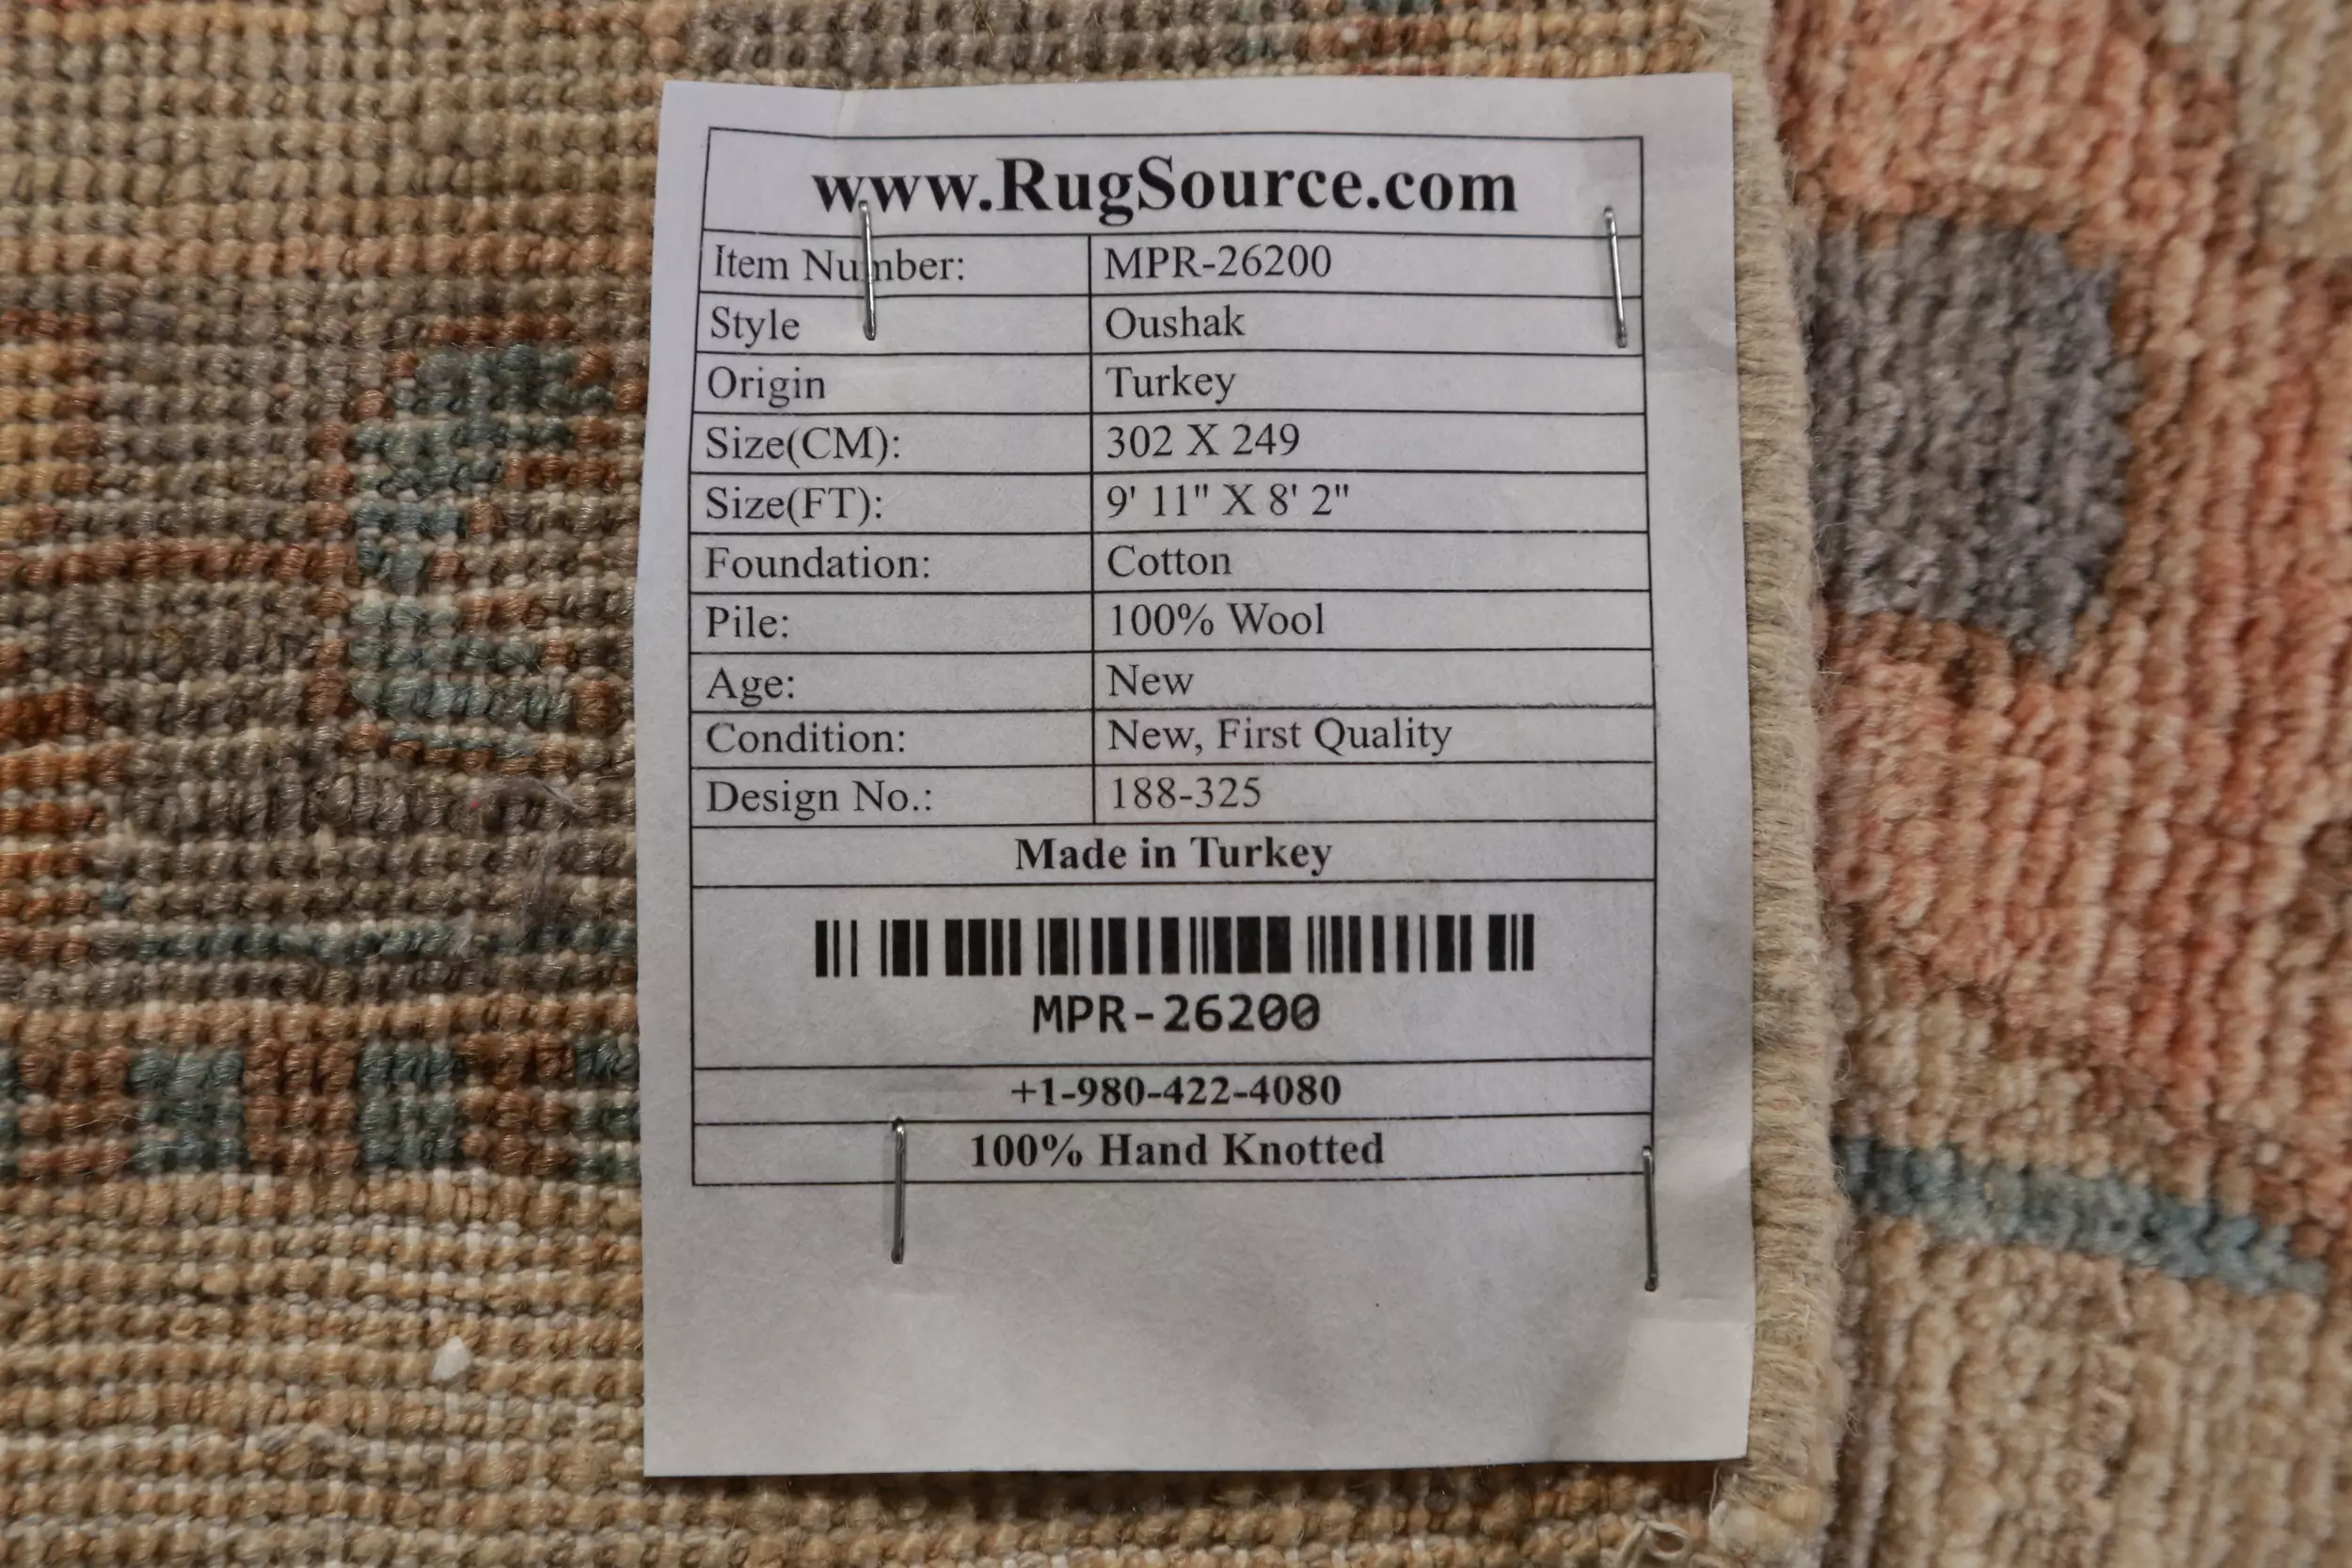 www.RugSource.com
Item Number: MPR-26200
Style Oushak
Origin Turkey
Size(CM): 302 X 249
Size(FT): 9' 11" X 8' 2"
Foundation: Cotton
Pile: 100% Wool
Age: New
Condition: New, First Quality
Design No.: 188-325
Made in Turkey
MPR-26200
+1-980-422-4080
100% Hand Knotted